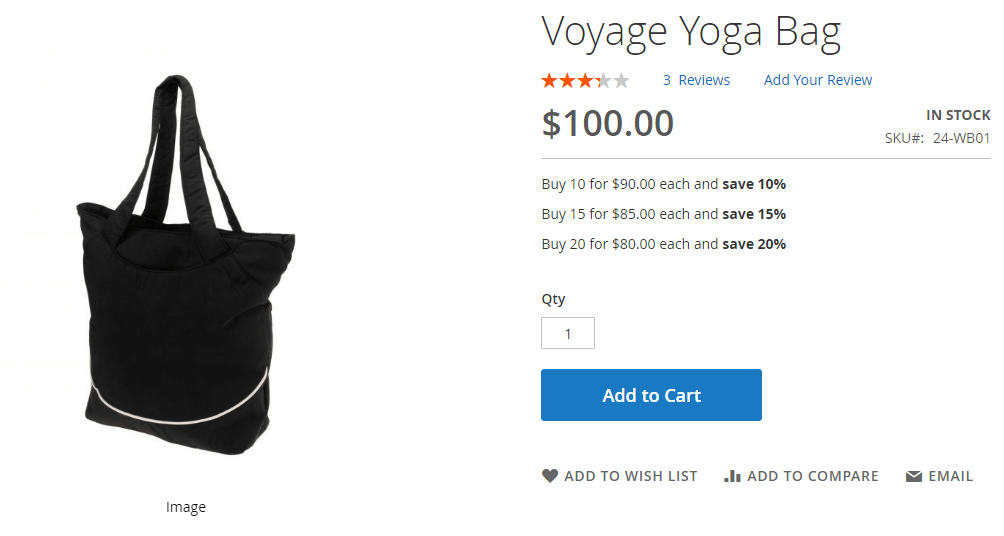 Voyage Yoga Bag
3 Reviews Add Your Review
$100.00
IN STOCK
SKU#: 24-WB01
Buy 10 for $90.00 each and save 10%
Buy 15 for $85.00 each and save 15%
Buy 20 for $80.00 each and save 20%
Qty
1
Add to Cart
ADD TO WISH LIST ADD TO COMPARE EMAIL
Image